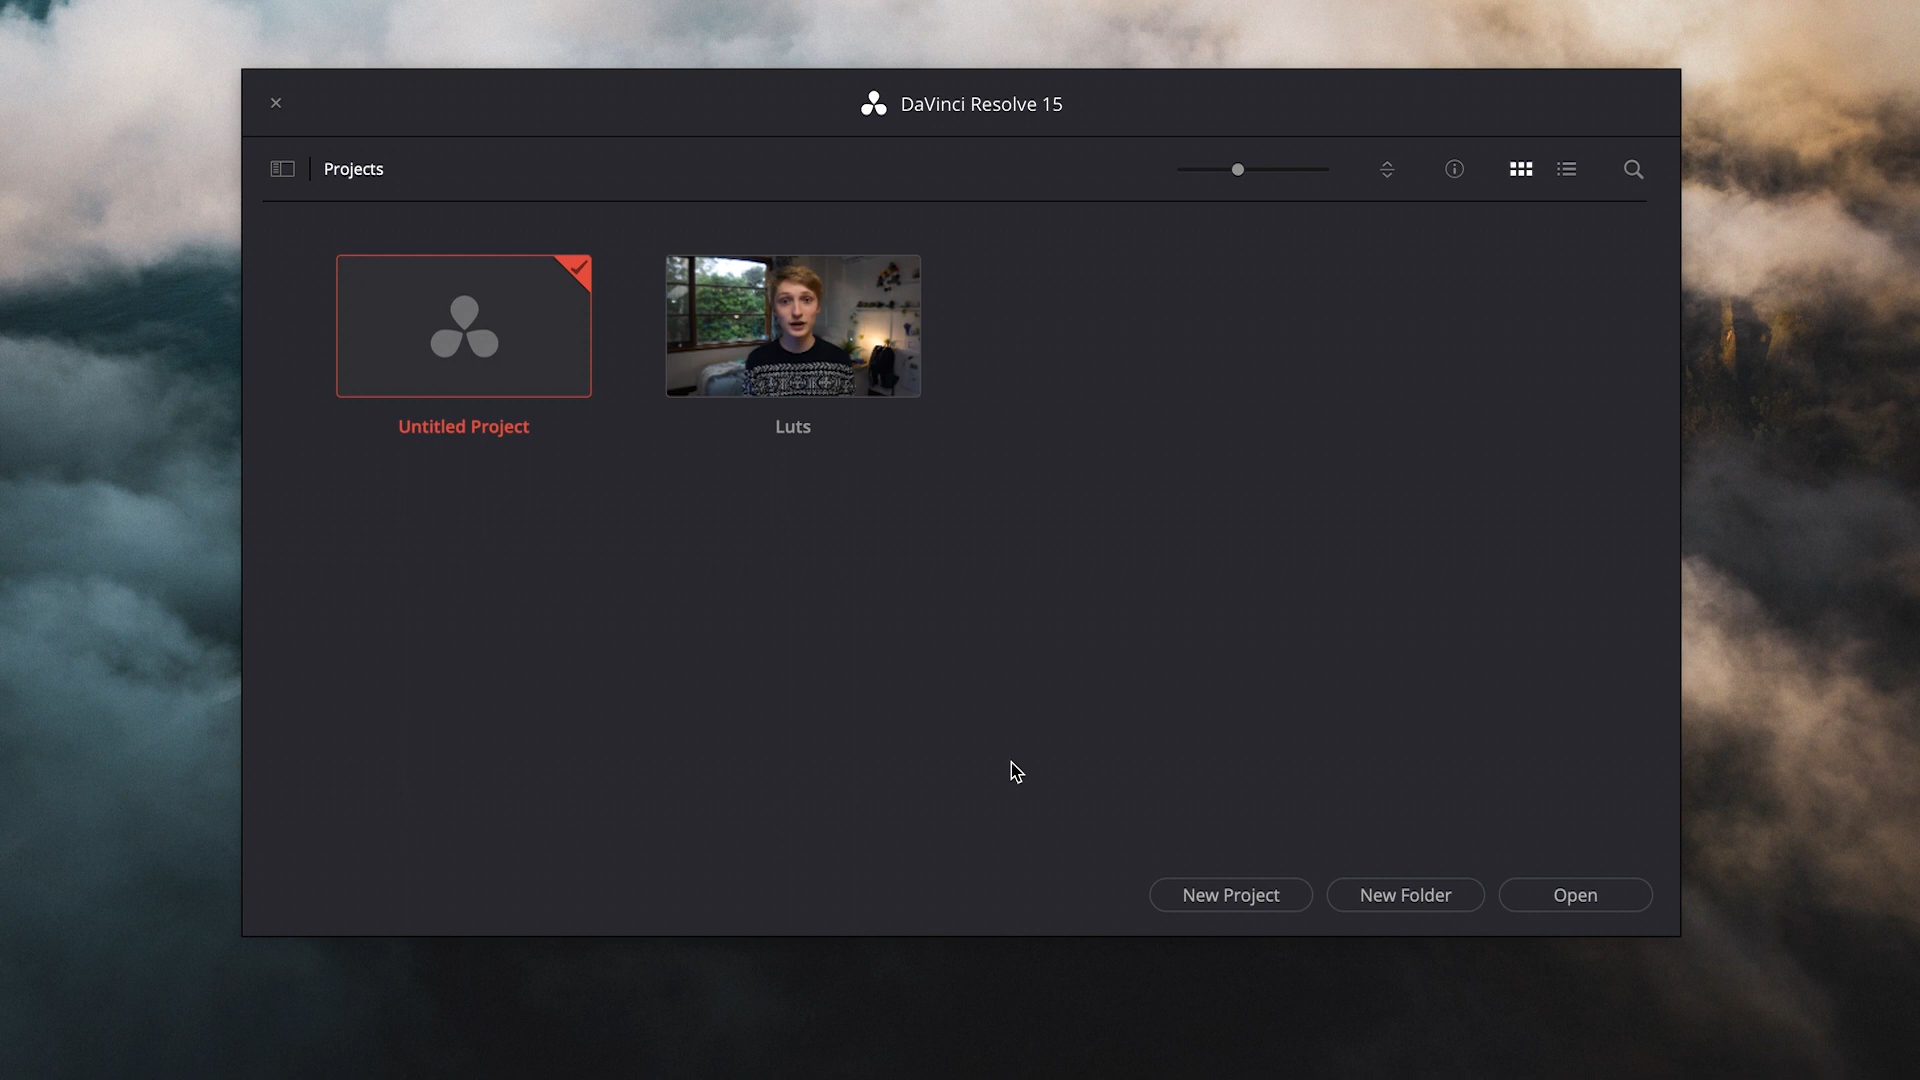 DaVinci Resolve 15
Projects
Untitled Project
Luts
New Project
New Folder
Open